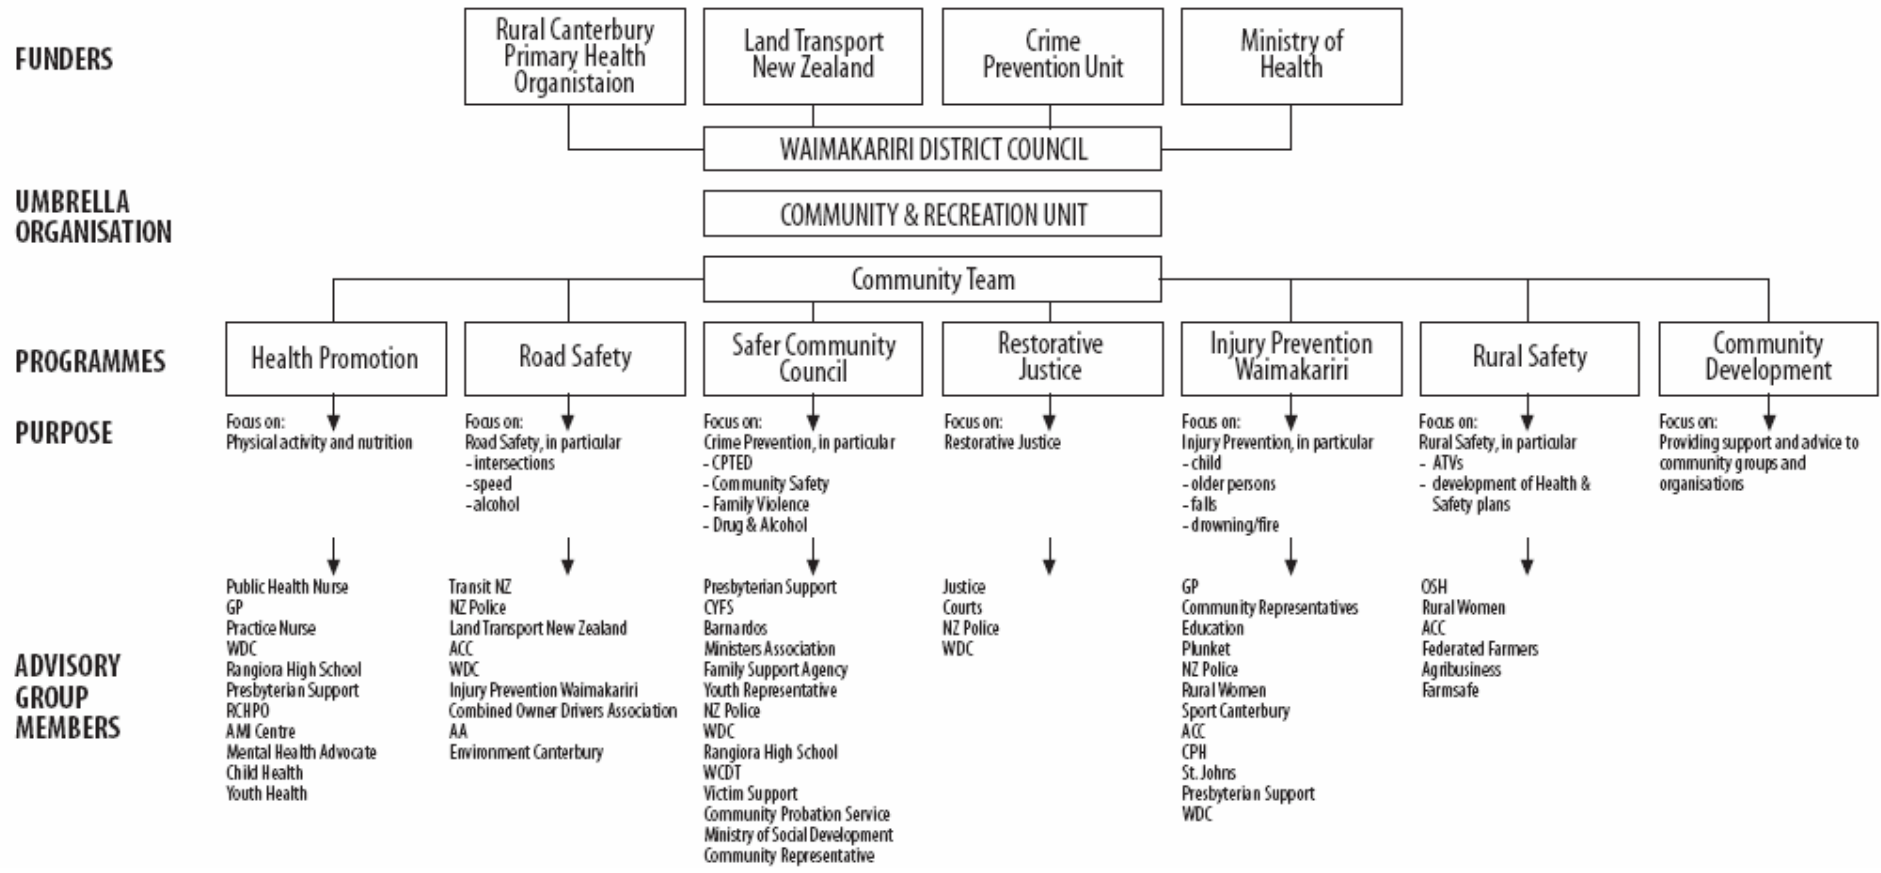 FUNDERS
Rural Canterbury
Primary Health
Organistaion
Land Transport
New Zealand
Crime
Prevention Unit
Ministry of
Health
WAIMAKARIRI DISTRICT COUNCIL
UMBRELLA
ORGANISATION
COMMUNITY & RECREATION UNIT
Community Team
PROGRAMMES
Health Promotion
Road Safety
Safer Community
Council
Restorative
Justice
Injury Prevention
Waimakariri
Rural Safety
Community
Development
PURPOSE
Focus on:
Physical activity and nutrition
Focus on:
Road Safety, in particular
- intersections
- speed
- alcohol
Focus on:
Crime Prevention, in particular
- CPTED
- Community Safety
- Family Violence
- Drug & Alcohol
Focus on:
Restorative Justice
Focus on:
Injury Prevention, in particular
- child
- older persons
- falls
- drowning/fire
Focus on:
Rural Safety, in particular
- ATVs
- development of Health &
Safety plans
Focus on:
Providing support and advice to
community groups and
organisations
ADVISORY
GROUP
MEMBERS
Public Health Nurse
GP
Practice Nurse
WDC
Rangiora High School
Presbyterian Support
RCHPO
AMI Centre
Mental Health Advocate
Child Health
Youth Health
Transit NZ
NZ Police
Land Transport New Zealand
ACC
WDC
Injury Prevention Waimakariri
Combined Owner Drivers Association
AA
Environment Canterbury
Presbyterian Support
CYFS
Barnardos
Ministers Association
Family Support Agency
Youth Representative
NZ Police
WDC
Rangiora High School
WCDT
Victim Support
Community Probation Service
Ministry of Social Development
Community Representative
Justice
Courts
NZ Police
WDC
GP
Community Representatives
Education
Plunket
NZ Police
Rural Women
Sport Canterbury
ACC
CPH
St. Johns
Presbyterian Support
WDC
OSH
Rural Women
ACC
Federated Farmers
Agribusiness
Farmsafe